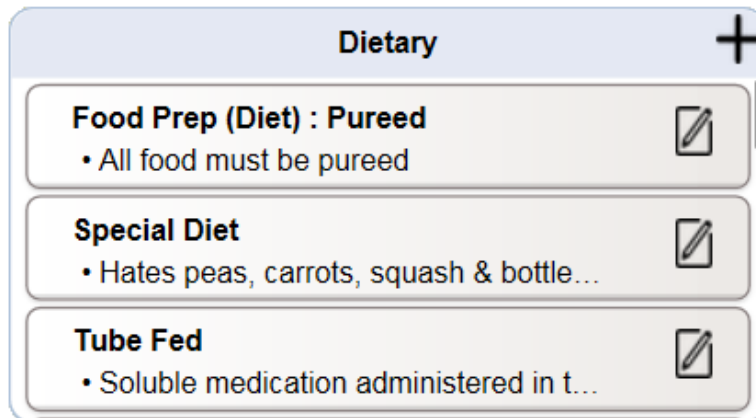 Dietary
Food Prep (Diet) : Pureed
• All food must be pureed
Special Diet
• Hates peas, carrots, squash & bottle...
Tube Fed
• Soluble medication administered in t...